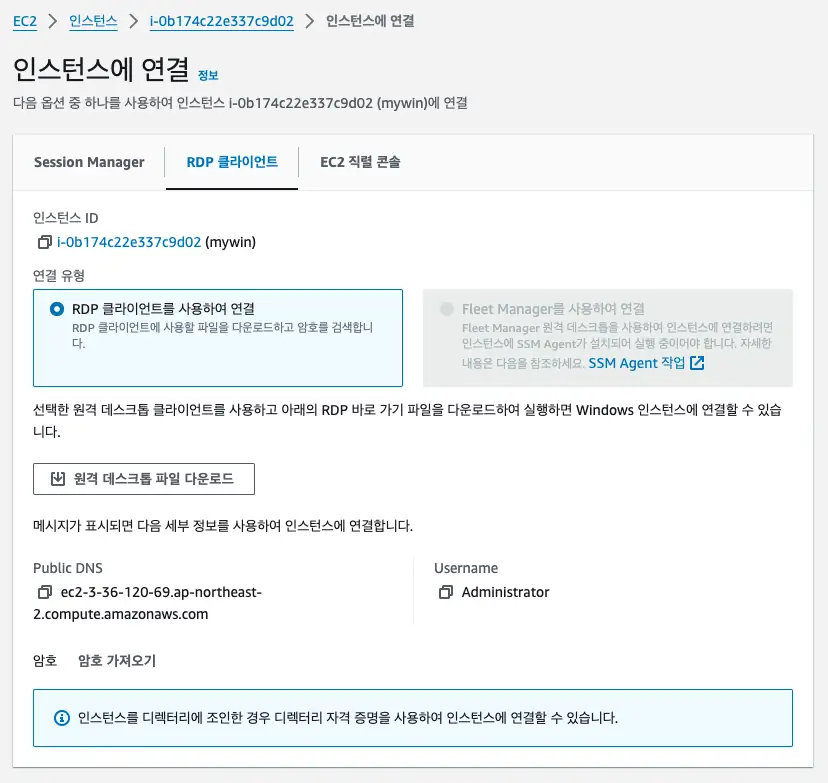 EC2 > 인스턴스 > i-0b174c22e337c9d02 > 인스턴스에 연결
인스턴스에 연결 정보
다음 옵션 중 하나를 사용하여 인스턴스 i-0b174c22e337c9d02 (mywin)에 연결
Session Manager RDP 클라이언트 EC2 직렬 콘솔
인스턴스 ID
i-0b174c22e337c9d02 (mywin)
연결 유형
RDP 클라이언트를 사용하여 연결
RDP 클라이언트에 사용할 파일을 다운로드하고 암호를 검색합니
다.
Fleet Manager를 사용하여 연결
Fleet Manager 원격 데스크톱을 사용하여 인스턴스에 연결하려면
인스턴스에 SSM Agent가 설치되어 실행 중이어야 합니다. 자세한
내용은 다음을 참조하세요. SSM Agent 작업
선택한 원격 데스크톱 클라이언트를 사용하고 아래의 RDP 바로 가기 파일을 다운로드하여 실행하면 Windows 인스턴스에 연결할 수 있습
니다.
원격 데스크톱 파일 다운로드
메시지가 표시되면 다음 세부 정보를 사용하여 인스턴스에 연결합니다.
Public DNS
ec2-3-36-120-69.ap-northeast-
2.compute.amazonaws.com
Username
Administrator
암호 암호 가져오기
인스턴스를 디렉터리에 조인한 경우 디렉터리 자격 증명을 사용하여 인스턴스에 연결할 수 있습니다.